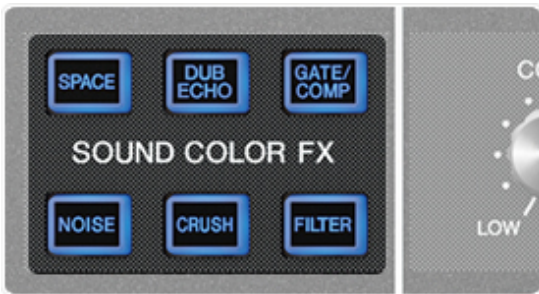 SPACE
DUB
ECHO
GATE/
COMP
SOUND COLOR FX
NOISE
CRUSH
FILTER
LOW